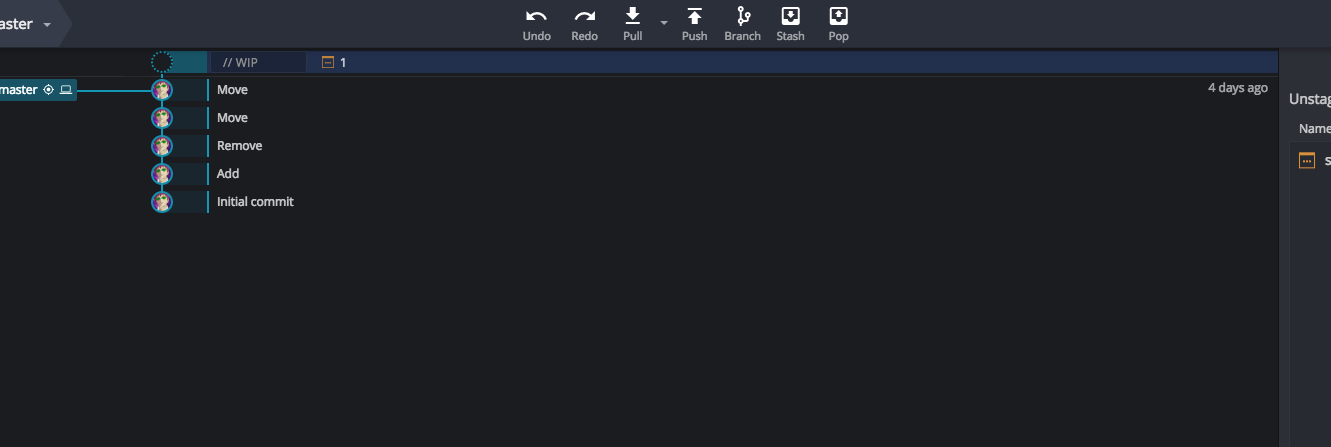 aster
Undo Redo Pull Push Branch Stash Pop
// WIP 1
master Move 4 days ago
Move
Remove
Add
Initial commit
Unstag
Name
s